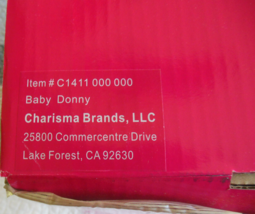 Item # C1411 000 000
Baby Donny
Charisma Brands, LLC
25800 Commercentre Drive
Lake Forest, CA 92630